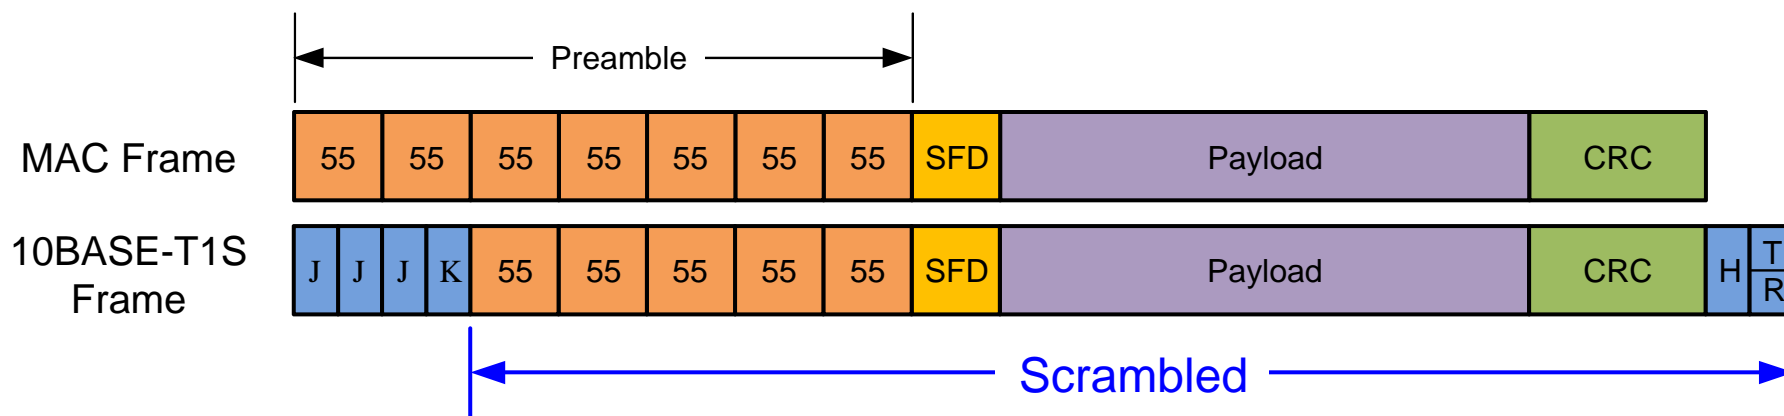 Preamble
MAC Frame 55 55 55 55 55 55 55 SFD Payload CRC
10BASE-T1S
Frame
J J J K 55 55 55 55 55 SFD Payload CRC H T
R
Scrambled